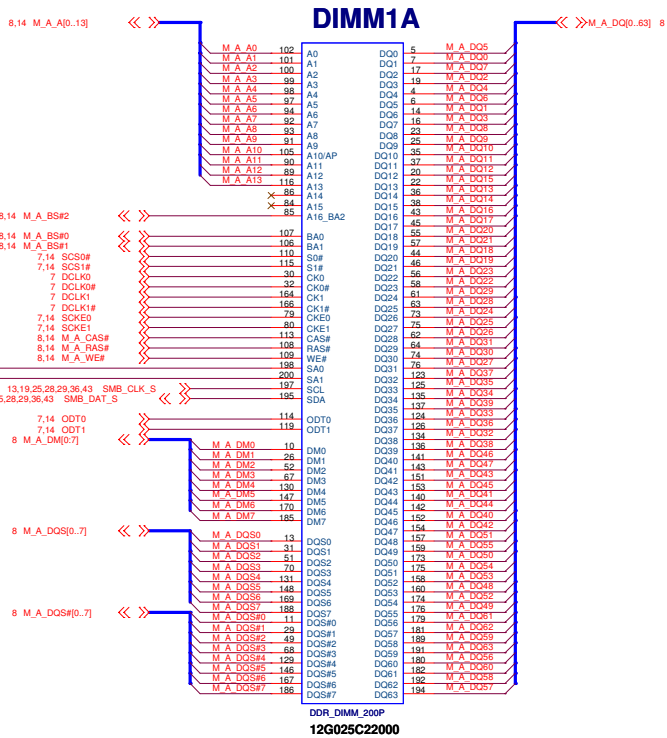 DIMM1A
8,14 M_A_A[0..13] M_A_DQ[0..63] 8
M_A_A0 102 A0 DQ0 5 M_A_DQ5
M_A_A1 101 A1 DQ1 7 M_A_DQ0
M_A_A2 100 A2 DQ2 17 M_A_DQ7
M_A_A3 99 A3 DQ3 19 M_A_DQ2
M_A_A4 98 A4 DQ4 4 M_A_DQ4
M_A_A5 97 A5 DQ5 6 M_A_DQ6
M_A_A6 94 A6 DQ6 14 M_A_DQ1
M_A_A7 92 A7 DQ7 16 M_A_DQ3
M_A_A8 93 A8 DQ8 23 M_A_DQ8
M_A_A9 91 A9 DQ9 25 M_A_DQ9
M_A_A10 105 A10/AP DQ10 35 M_A_DQ10
M_A_A11 90 A11 DQ11 37 M_A_DQ11
M_A_A12 89 A12 DQ12 20 M_A_DQ12
M_A_A13 116 A13 DQ13 22 M_A_DQ15
86 A14 DQ14 36 M_A_DQ13
84 A15 DQ15 38 M_A_DQ14
8,14 M_A_BS#2 85 A16_BA2 DQ16 43 M_A_DQ16
DQ17 45 M_A_DQ17
8,14 M_A_BS#0 107 BA0 DQ18 55 M_A_DQ20
8,14 M_A_BS#1 106 BA1 DQ19 57 M_A_DQ21
7,14 SCS0# 110 S0# DQ20 44 M_A_DQ18
7,14 SCS1# 115 S1# DQ21 46 M_A_DQ19
7 DCLK0 30 CK0 DQ22 56 M_A_DQ23
7 DCLK0# 32 CK0# DQ23 58 M_A_DQ22
7 DCLK1 164 CK1 DQ24 61 M_A_DQ29
7 DCLK1# 166 CK1# DQ25 63 M_A_DQ28
7,14 SCKE0 79 CKE0 DQ26 73 M_A_DQ24
7,14 SCKE1 80 CKE1 DQ27 75 M_A_DQ25
8,14 M_A_CAS# 113 CAS# DQ28 62 M_A_DQ26
8,14 M_A_RAS# 108 RAS# DQ29 64 M_A_DQ31
8,14 M_A_WE# 109 WE# DQ30 74 M_A_DQ30
198 SA0 DQ31 76 M_A_DQ27
200 SA1 DQ32 123 M_A_DQ37
13,19,25,28,29,36,43 SMB_CLK_S 197 SCL DQ33 125 M_A_DQ35
5,28,29,36,43 SMB_DAT_S 195 SDA DQ34 135 M_A_DQ34
DQ35 137 M_A_DQ39
7,14 ODT0 114 ODT0 DQ36 124 M_A_DQ33
7,14 ODT1 119 ODT1 DQ37 126 M_A_DQ36
8 M_A_DM[0:7] DQ38 134 M_A_DQ32
M_A_DM0 10 DM0 DQ39 136 M_A_DQ38
M_A_DM1 26 DM1 DQ40 141 M_A_DQ46
M_A_DM2 52 DM2 DQ41 143 M_A_DQ47
M_A_DM3 67 DM3 DQ42 151 M_A_DQ43
M_A_DM4 130 DM4 DQ43 153 M_A_DQ45
M_A_DM5 147 DM5 DQ44 140 M_A_DQ41
M_A_DM6 170 DM6 DQ45 142 M_A_DQ44
M_A_DM7 185 DM7 DQ46 152 M_A_DQ40
8 M_A_DQS[0..7] DQ47 154 M_A_DQ42
M_A_DQS0 13 DQS0 DQ48 157 M_A_DQ51
M_A_DQS1 31 DQS1 DQ49 159 M_A_DQ55
M_A_DQS2 51 DQS2 DQ50 173 M_A_DQ50
M_A_DQS3 70 DQS3 DQ51 175 M_A_DQ54
M_A_DQS4 131 DQS4 DQ52 158 M_A_DQ53
M_A_DQS5 148 DQS5 DQ53 160 M_A_DQ48
M_A_DQS6 169 DQS6 DQ54 174 M_A_DQ52
M_A_DQS7 188 DQS7 DQ55 176 M_A_DQ49
8 M_A_DQS#[0..7] M_A_DQS#0 11 DQS#0 DQ56 179 M_A_DQ61
M_A_DQS#1 29 DQS#1 DQ57 181 M_A_DQ62
M_A_DQS#2 49 DQS#2 DQ58 189 M_A_DQ59
M_A_DQS#3 68 DQS#3 DQ59 191 M_A_DQ63
M_A_DQS#4 129 DQS#4 DQ60 180 M_A_DQ56
M_A_DQS#5 146 DQS#5 DQ61 182 M_A_DQ60
M_A_DQS#6 167 DQS#6 DQ62 192 M_A_DQ58
M_A_DQS#7 186 DQS#7 DQ63 194 M_A_DQ57
DDR_DIMM_200P
12G025C22000